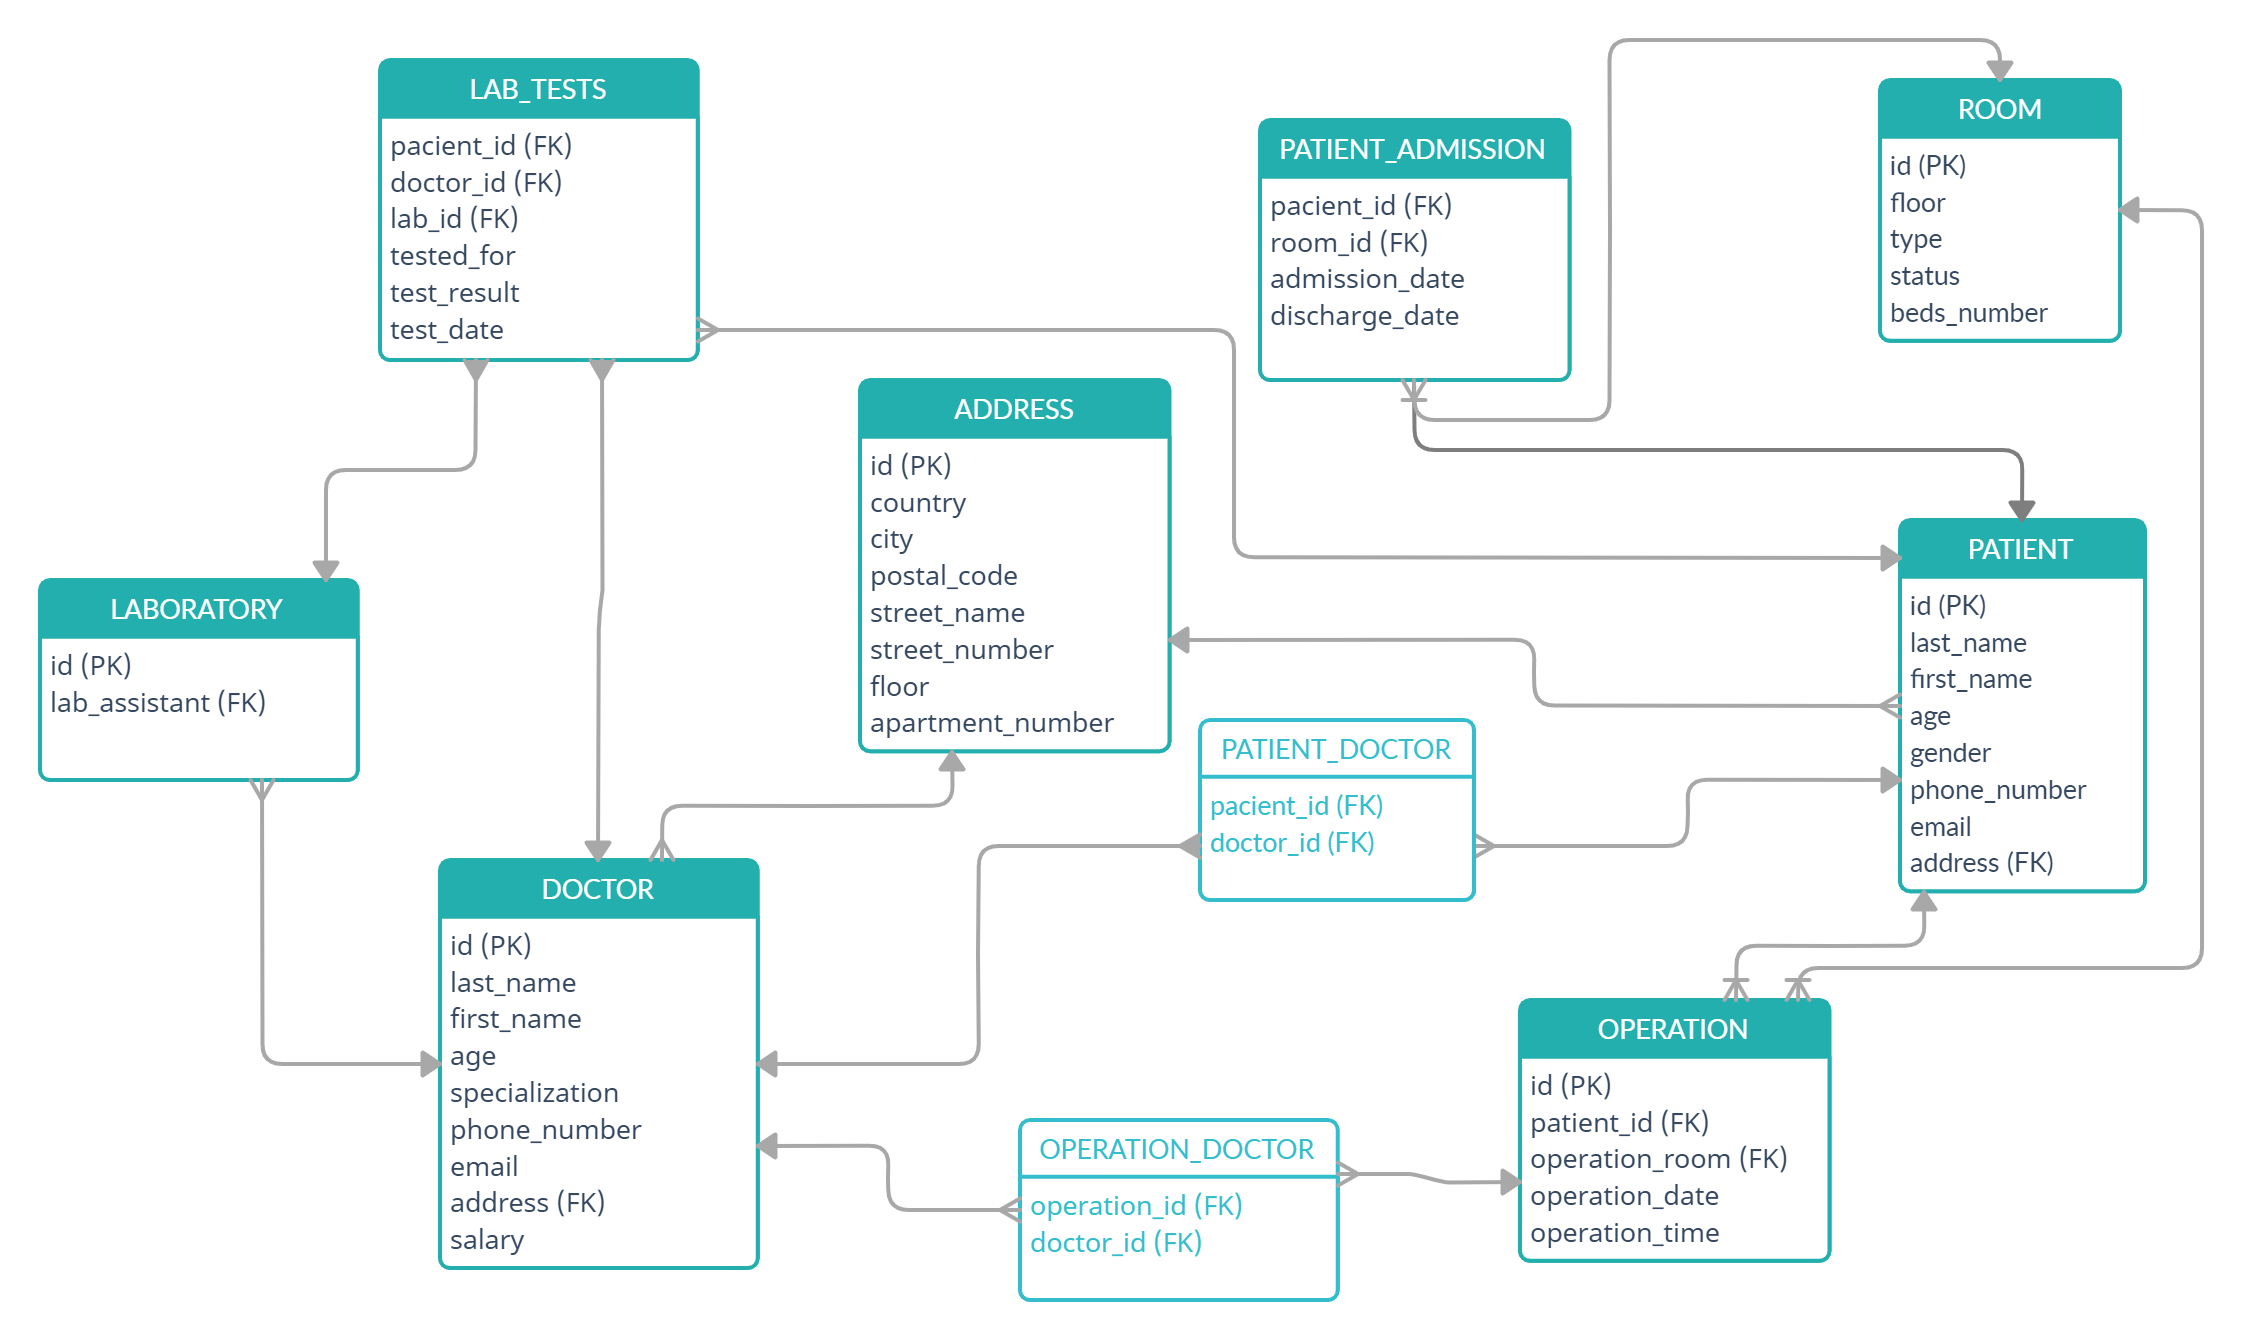 LAB_TESTS
pacient_id (FK)
doctor_id (FK)
lab_id (FK)
tested_for
test_result
test_date
PATIENT_ADMISSION
pacient_id (FK)
room_id (FK)
admission_date
discharge_date
ROOM
id (PK)
floor
type
status
beds_number
ADDRESS
id (PK)
country
city
postal_code
street_name
street_number
floor
apartment_number
LABORATORY
id (PK)
lab_assistant (FK)
PATIENT
id (PK)
last_name
first_name
age
gender
phone_number
email
address (FK)
PATIENT_DOCTOR
pacient_id (FK)
doctor_id (FK)
DOCTOR
id (PK)
last_name
first_name
age
specialization
phone_number
email
address (FK)
salary
OPERATION_DOCTOR
operation_id (FK)
doctor_id (FK)
OPERATION
id (PK)
patient_id (FK)
operation_room (FK)
operation_date
operation_time